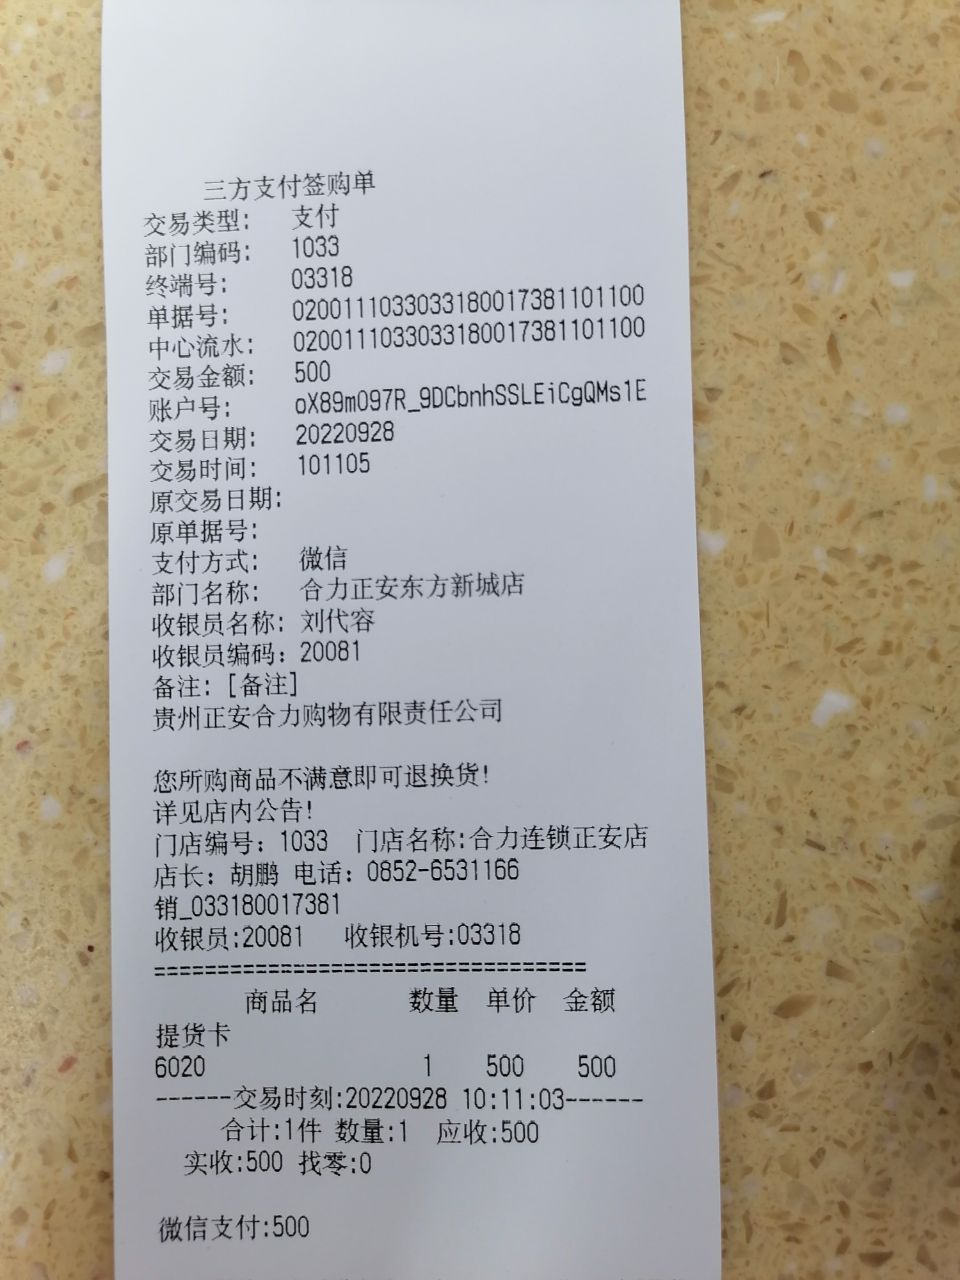 三方支付签购单
交易类型: 支付
部门编码: 1033
终端号: 03318
单据号: 0200111033033180017381101100
中心流水: 0200111033033180017381101100
交易金额: 500
账户号: oX89m097R_9DCbnhSSLEiCgQMs1E
交易日期: 20220928
交易时间: 101105
原交易日期:
原单据号:
支付方式: 微信
部门名称: 合力正安东方新城店
收银员名称: 刘代容
收银员编码: 20081
备注: [备注]
贵州正安合力购物有限责任公司
您所购商品不满意即可退换货!
详见店内公告!
门店编号: 1033 门店名称:合力连锁正安店
店长: 胡鹏 电话: 0852-6531166
销_033180017381
收银员:20081 收银机号:03318
==================================
商品名 数量 单价 金额
提货卡
6020 1 500 500
------交易时刻:20220928 10:11:03------
合计:1件 数量:1 应收:500
实收:500 找零:0
微信支付:500